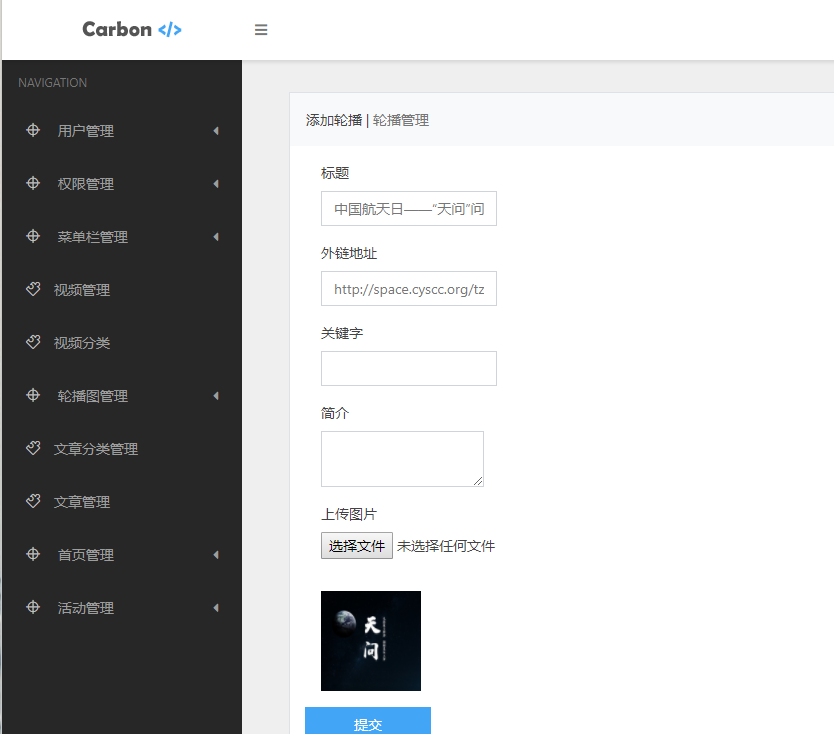 Carbon </>
NAVIGATION
用户管理
权限管理
菜单栏管理
视频管理
视频分类
轮播图管理
文章分类管理
文章管理
首页管理
活动管理
添加轮播 | 轮播管理
标题
中国航天日——“天问”问
外链地址
http://space.cyscc.org/tz
关键字
简介
上传图片
选择文件 未选择任何文件
天
问
提交